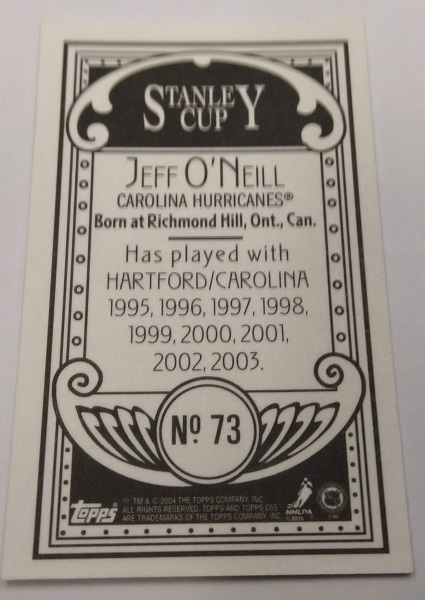 STANLEY
CUP
JEFF O'NEILL
CAROLINA HURRICANES®
Born at Richmond Hill, Ont., Can.
Has played with
HARTFORD/CAROLINA
1995, 1996, 1997, 1998,
1999, 2000, 2001,
2002, 2003.
Nº 73
topps
® TM & © 2004 THE TOPPS COMPANY, INC.
ALL RIGHTS RESERVED. TOPPS AND TOPPS C55
ARE TRADEMARKS OF THE TOPPS COMPANY, INC.
NHLPA